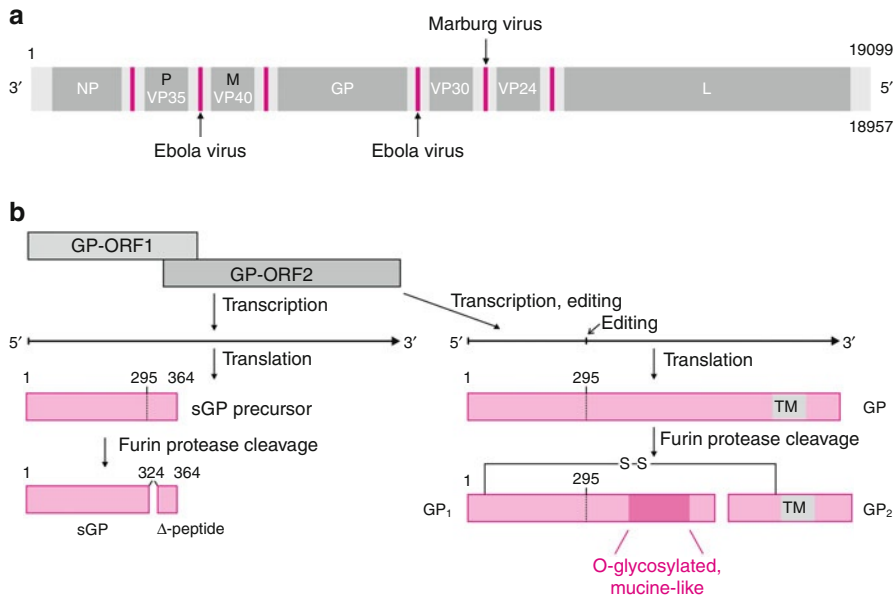 a
Marburg virus
1
19099
3′
NP
P
VP35
M
VP40
GP
VP30
VP24
L
5′
18957
Ebola virus
Ebola virus
b
GP-ORF1
GP-ORF2
Transcription
Transcription, editing
Editing
5′
3′
5′
3′
Translation
Translation
1
295
364
sGP precursor
1
295
TM
GP
Furin protease cleavage
Furin protease cleavage
1
324
364
sGP
Δ-peptide
S-S
1
295
GP₁
TM
GP₂
O-glycosylated,
mucine-like